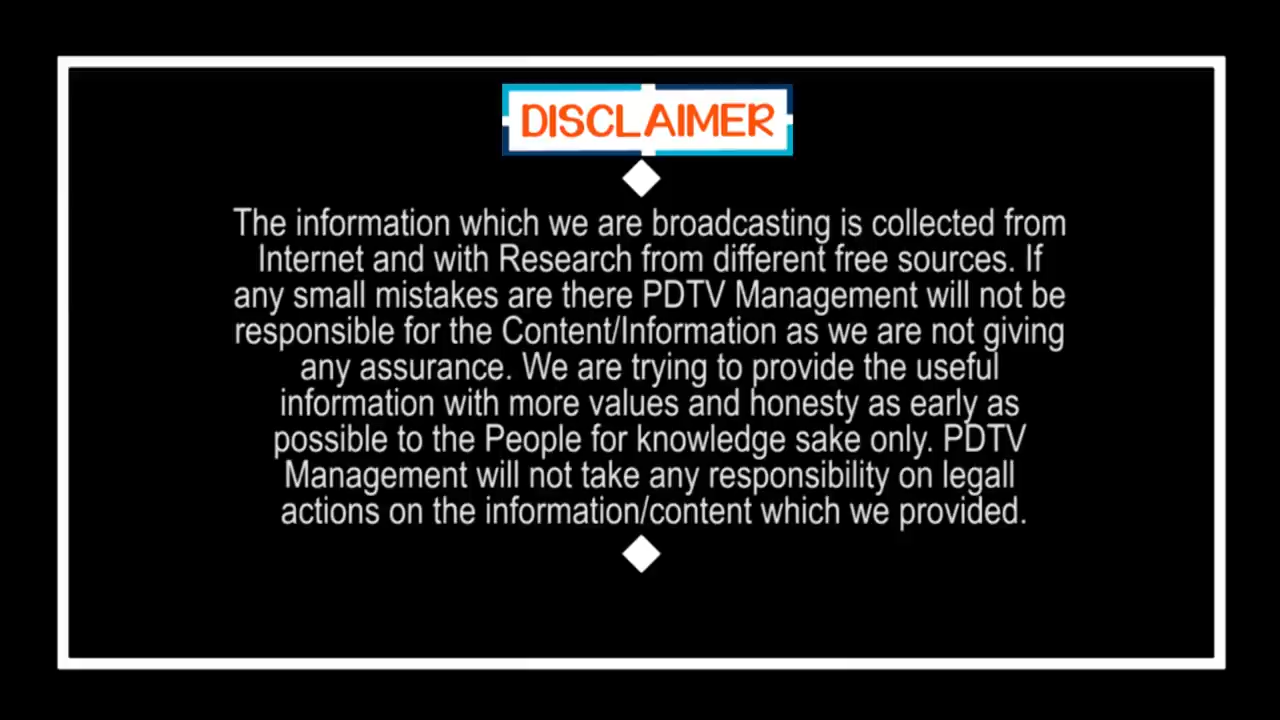 DISCLAIMER
The information which we are broadcasting is collected from
Internet and with Research from different free sources. If
any small mistakes are there PDTV Management will not be
responsible for the Content/Information as we are not giving
any assurance. We are trying to provide the useful
information with more values and honesty as early as
possible to the People for knowledge sake only. PDTV
Management will not take any responsibility on legall
actions on the information/content which we provided.